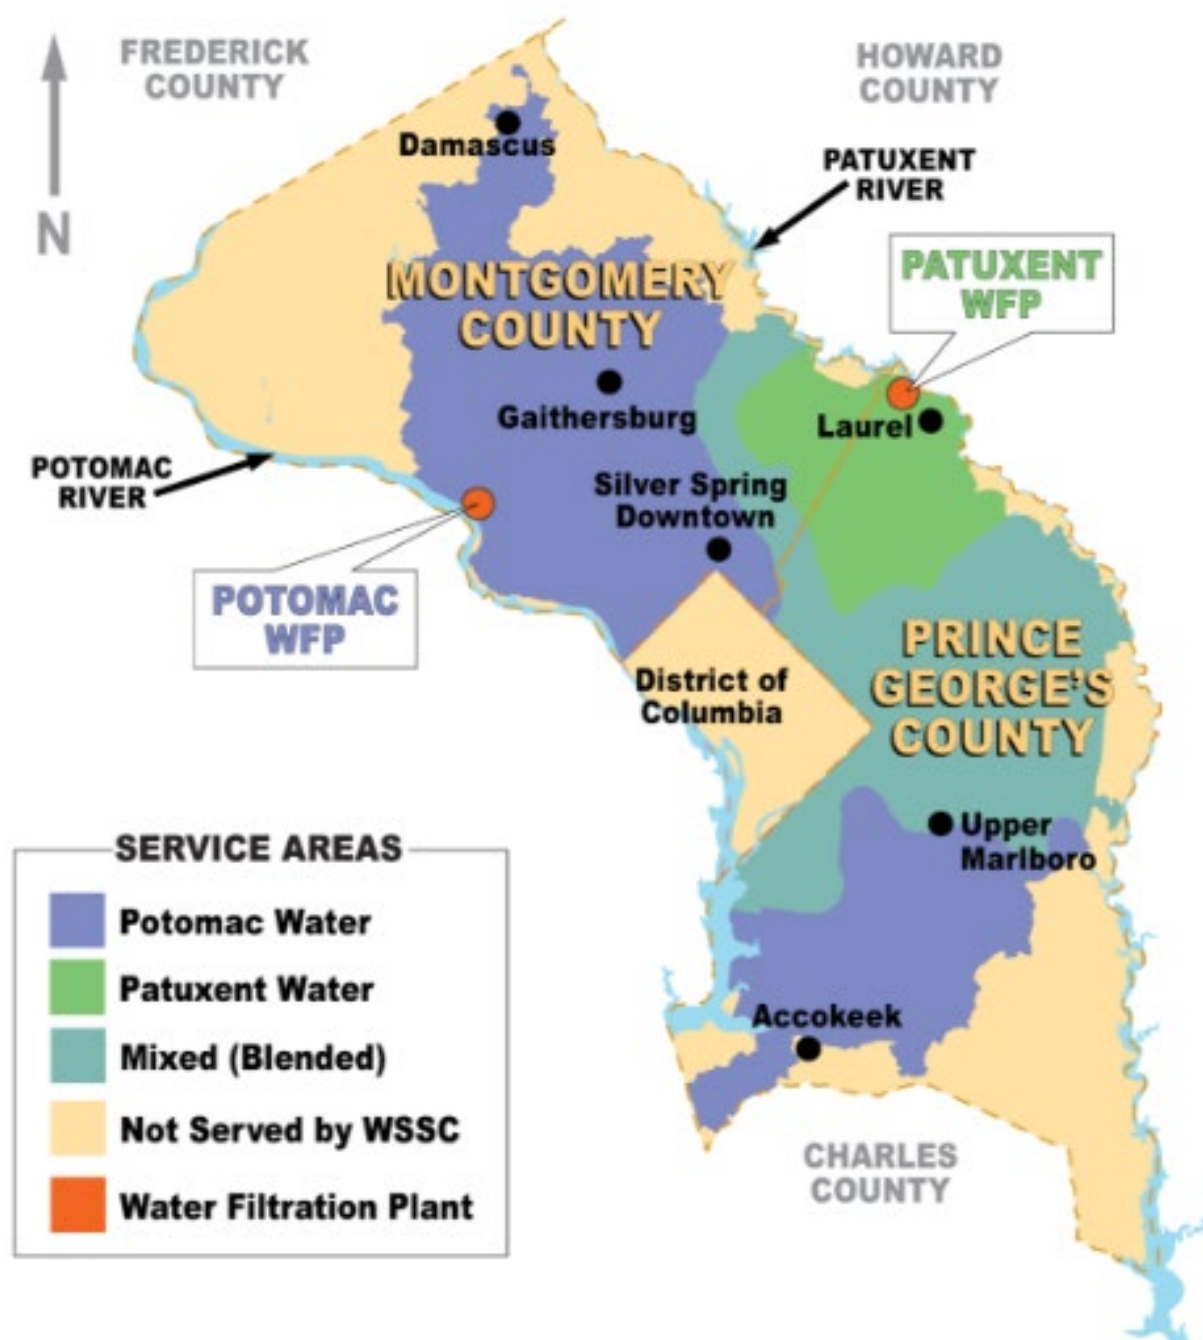 FREDERICK
COUNTY
HOWARD
COUNTY
N
Damascus
PATUXENT
RIVER
MONTGOMERY
COUNTY
PATUXENT
WFP
Gaithersburg
Laurel
POTOMAC
RIVER
Silver Spring
Downtown
POTOMAC
WFP
PRINCE
GEORGE'S
COUNTY
District of
Columbia
Upper
Marlboro
SERVICE AREAS
Potomac Water
Patuxent Water
Mixed (Blended)
Not Served by WSSC
Water Filtration Plant
Accokeek
CHARLES
COUNTY